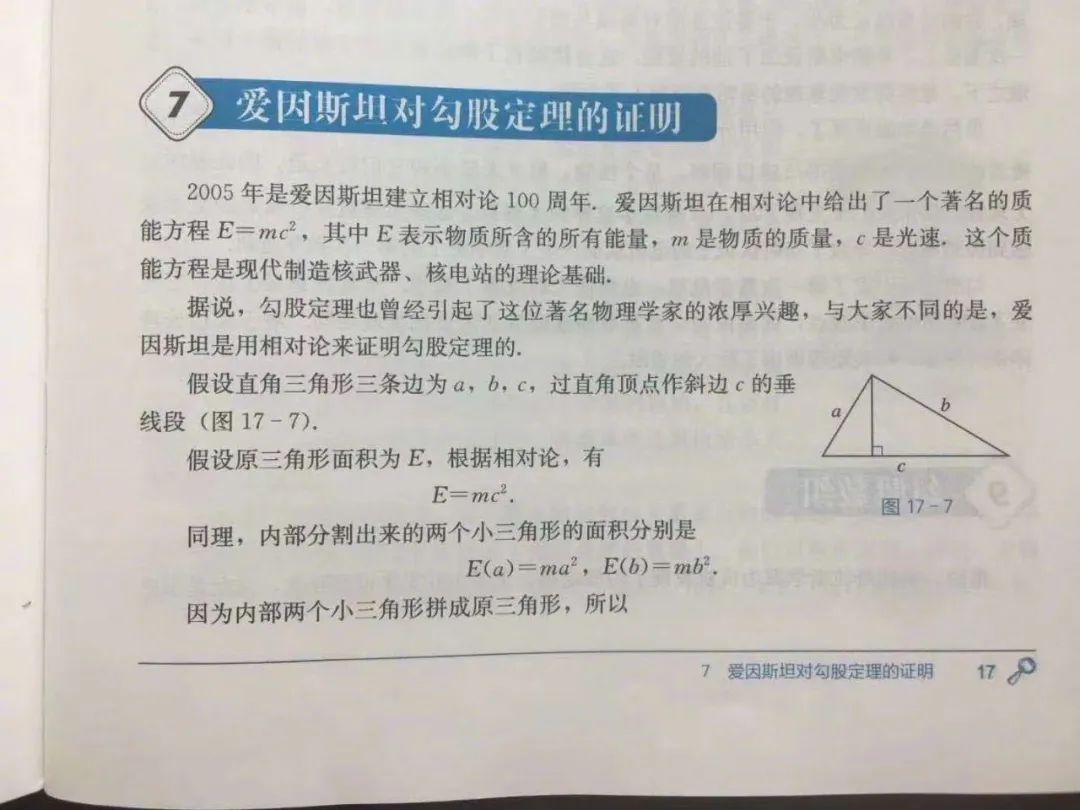 7 爱因斯坦对勾股定理的证明
2005 年是爱因斯坦建立相对论 100 周年. 爱因斯坦在相对论中给出了一个著名的质
能方程 E=mc², 其中 E 表示物质所含的所有能量, m 是物质的质量, c 是光速. 这个质
能方程是现代制造核武器、核电站的理论基础.
据说, 勾股定理也曾经引起了这位著名物理学家的浓厚兴趣, 与大家不同的是, 爱
因斯坦是用相对论来证明勾股定理的.
假设直角三角形三条边为 a, b, c, 过直角顶点作斜边 c 的垂
线段 (图 17-7).
a
b
c
图 17-7
假设原三角形面积为 E, 根据相对论, 有
E=mc².
同理, 内部分割出来的两个小三角形的面积分别是
E(a)=ma², E(b)=mb².
因为内部两个小三角形拼成原三角形, 所以
7 爱因斯坦对勾股定理的证明 17